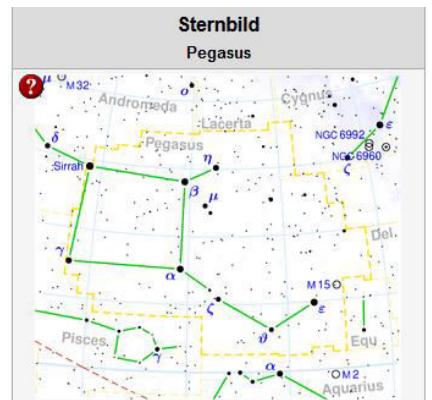 Sternbild
Pegasus
?
μ
M 32
ο
Andromeda
Cygnus
Lacerta
ε
NGC 6992
δ
Pegasus
NGC 6960
η
ζ
Sirrah
β
μ
Del
γ
α
M 15
ζ
ε
ϑ
Equ
Pisces
γ
α
M 2
Aquarius